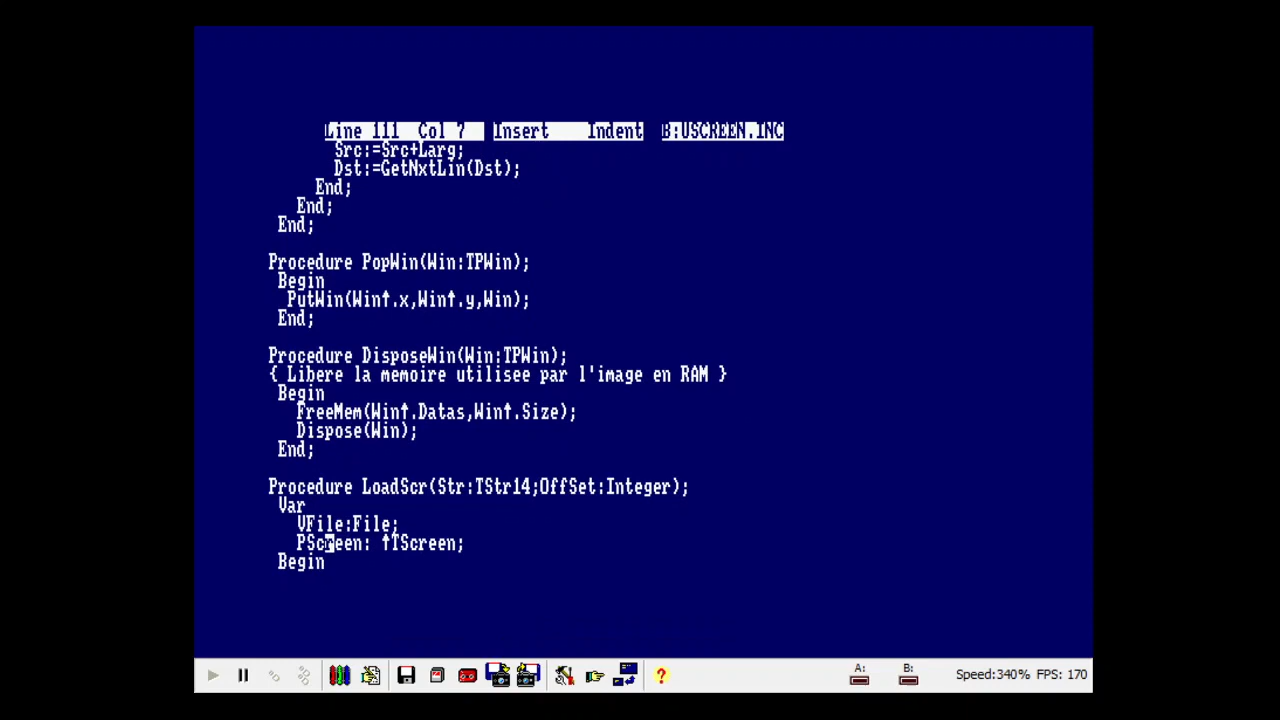 Line 111  Col 7  Insert    Indent  B:USCREEN.INC
Src:=Src+Larg;
Dst:=GetNxtLin(Dst);
End;
End;
End;
Procedure PopWin(Win:TPWin);
Begin
PutWin(Win↑.x,Win↑.y,Win);
End;
Procedure DisposeWin(Win:TPWin);
{ Libere la memoire utilisee par l'image en RAM }
Begin
FreeMem(Win↑.Datas,Win↑.Size);
Dispose(Win);
End;
Procedure LoadScr(Str:TStr14;OffSet:Integer);
Var
VFile:File;
PScreen: ↑TScreen;
Begin
A: B: Speed:340% FPS: 170